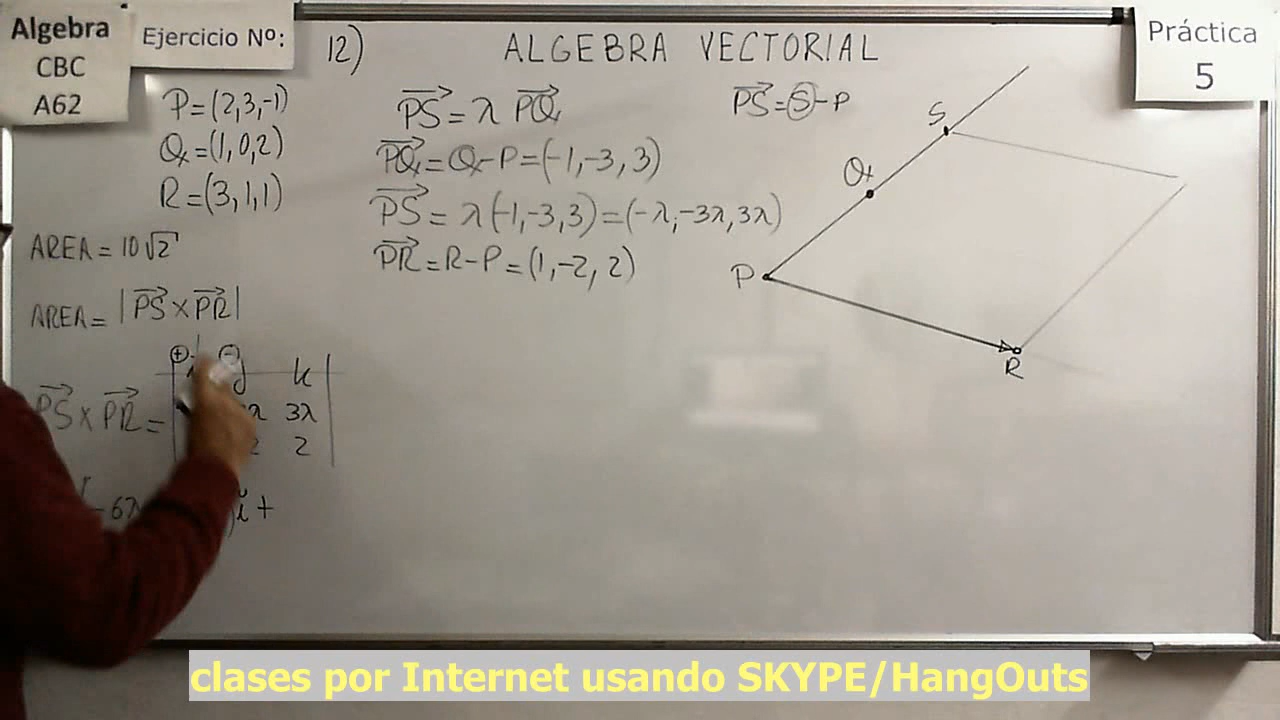 Algebra
CBC
A62
Ejercicio Nº:
12)
ALGEBRA VECTORIAL
Práctica
5
P=(2,3,-1)
Q=(1,0,2)
R=(3,1,1)
AREA=10√2
AREA=|PS×PR|
PS×PR=
k
3λ
2
-6λ
i+
PS=λ PQ
PQ=Q-P=(-1,-3,3)
PS=λ(-1,-3,3)=(-λ,-3λ,3λ)
PR=R-P=(1,-2,2)
PS=S-P
S
Q
P
R
clases por Internet usando SKYPE/HangOuts